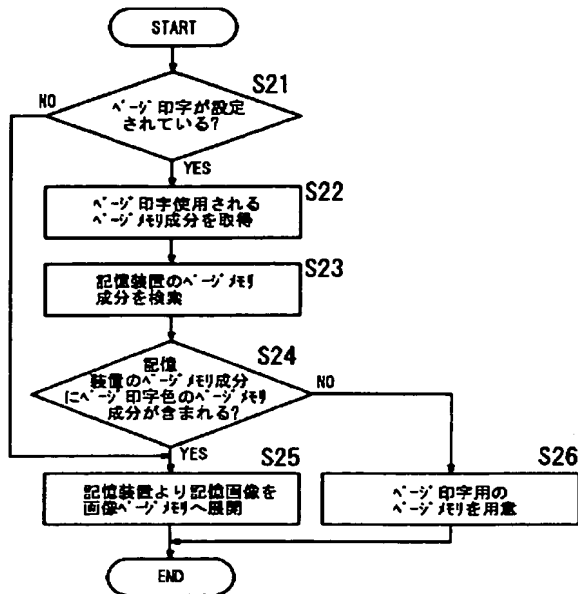 START
S21
NO
ﾍﾟｰｼﾞ印字が設定
されている?
YES
S22
ﾍﾟｰｼﾞ印字使用される
ﾍﾟｰｼﾞﾒﾓﾘ成分を取得
S23
記憶装置のﾍﾟｰｼﾞﾒﾓﾘ
成分を検索
S24
記憶
装置のﾍﾟｰｼﾞﾒﾓﾘ成分
にﾍﾟｰｼﾞ印字色のﾍﾟｰｼﾞﾒﾓﾘ
成分が含まれる?
NO
YES
S25
記憶装置より記憶画像を
画像ﾍﾟｰｼﾞﾒﾓﾘへ展開
S26
ﾍﾟｰｼﾞ印字用の
ﾍﾟｰｼﾞﾒﾓﾘを用意
END